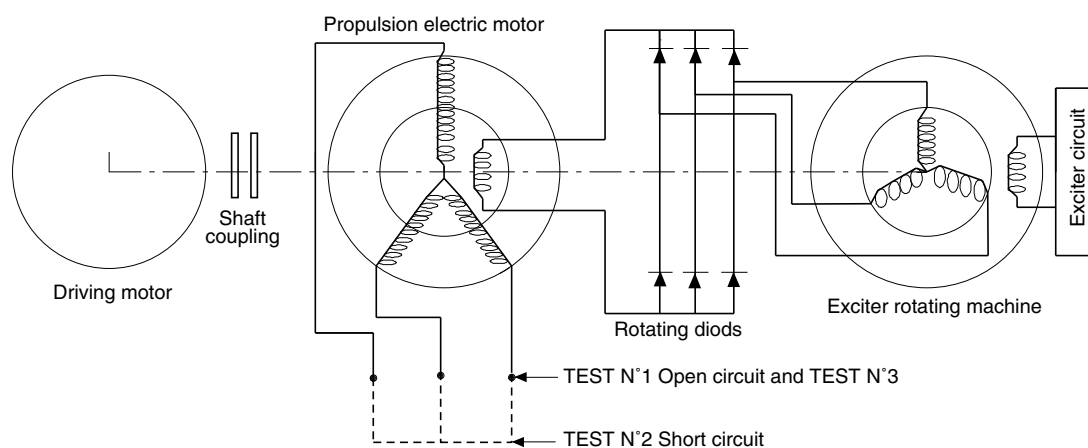 Propulsion electric motor
Shaft
coupling
Driving motor
Rotating diods
Exciter circuit
Exciter rotating machine
TEST N°1 Open circuit and TEST N°3
TEST N°2 Short circuit